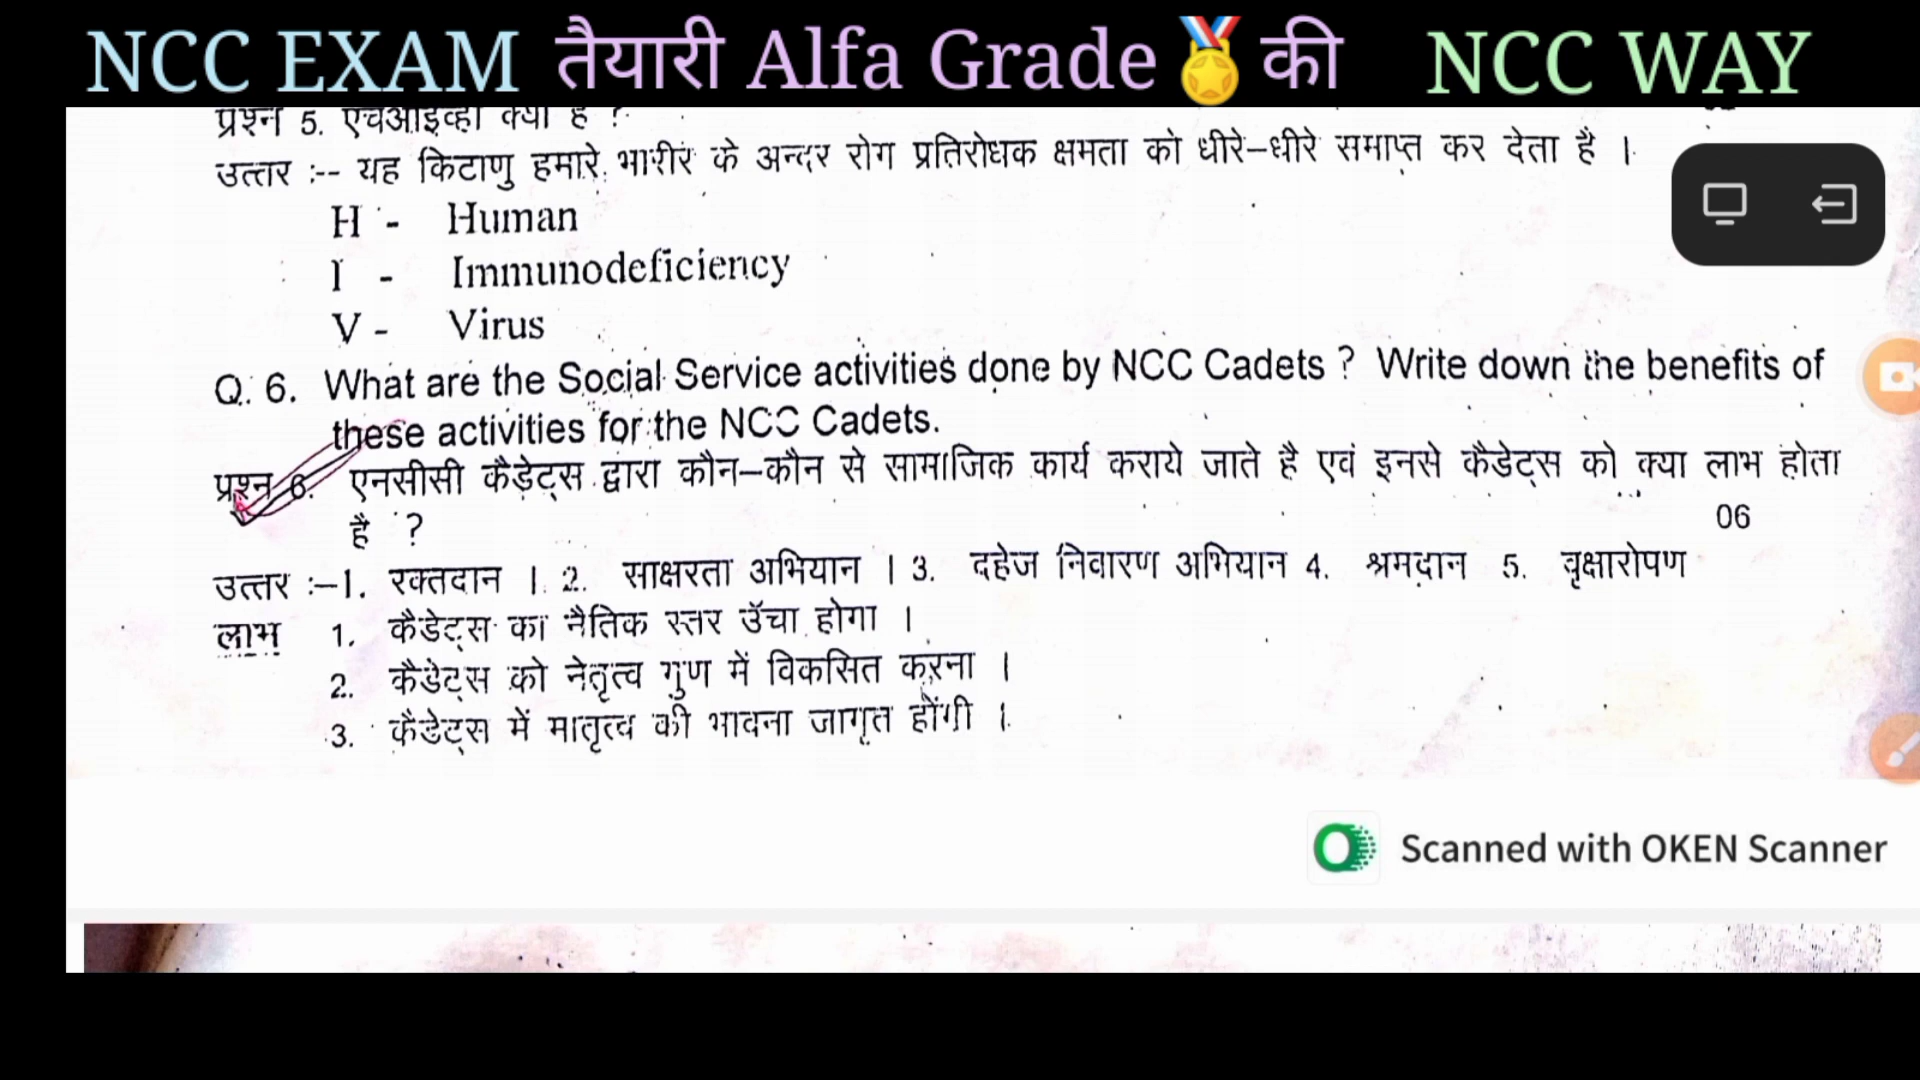 NCC EXAM तैयारी Alfa Grade🏅की NCC WAY
प्रश्न 5. एचआइव्ही क्या है ?
उत्तर :-- यह किटाणु हमारे भारीर के अन्दर रोग प्रतिरोधक क्षमता को धीरे–धीरे समाप्त कर देता है ।
H - Human
I - Immunodeficiency
V - Virus
Q. 6. What are the Social Service activities done by NCC Cadets ? Write down the benefits of
these activities for the NCC Cadets.
प्रश्न 6. एनसीसी कैडेट्स द्वारा कौन–कौन से सामाजिक कार्य कराये जाते है एवं इनसे कैडेट्स को क्या लाभ होता
है ?
06
उत्तर :–1. रक्तदान । 2. साक्षरता अभियान । 3. दहेज निवारण अभियान 4. श्रमदान 5. वृक्षारोपण
लाभ 1. कैडेट्स का नैतिक स्तर उँचा होगा ।
2. कैडेट्स को नेतृत्व गुण में विकसित करना ।
3. कैडेट्स में मातृत्व की भावना जागृत होंगी ।
Scanned with OKEN Scanner